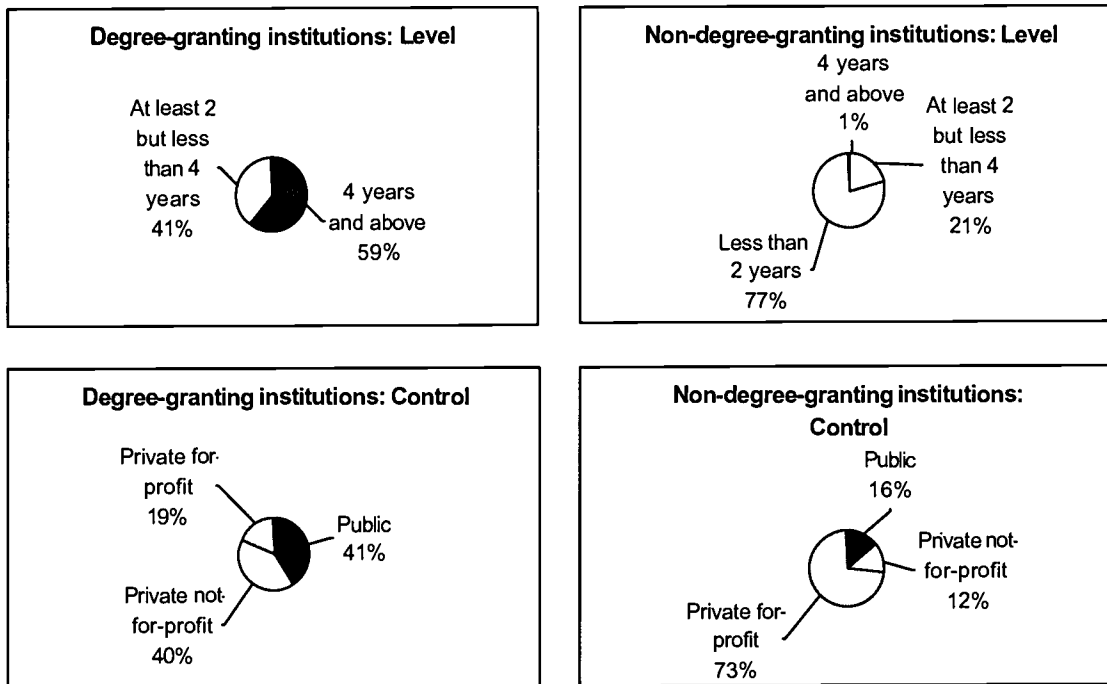 Degree-granting institutions: Level
At least 2
but less
than 4
years
41%
4 years
and above
59%
Non-degree-granting institutions: Level
4 years
and above
1%
At least 2
but less
than 4
years
21%
Less than
2 years
77%
Degree-granting institutions: Control
Private for-
profit
19%
Public
41%
Private not-
for-profit
40%
Non-degree-granting institutions:
Control
Public
16%
Private not-
for-profit
12%
Private for-
profit
73%